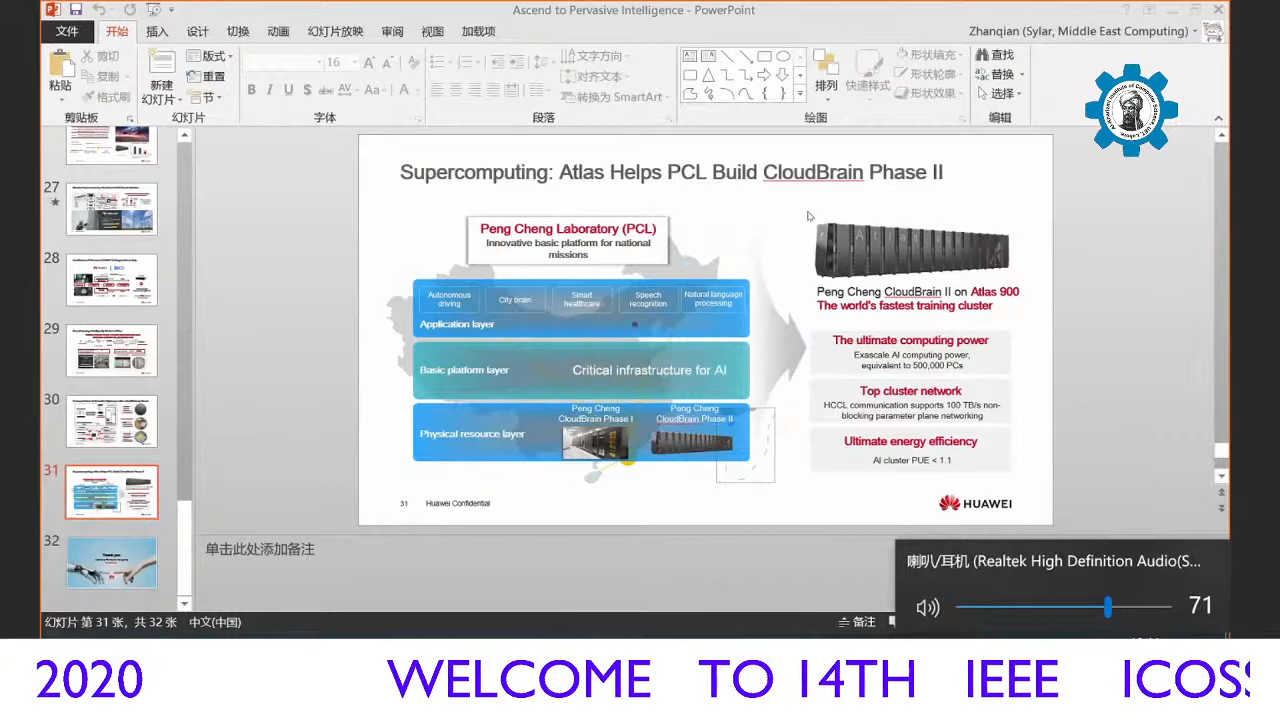 Ascend to Pervasive Intelligence - PowerPoint
文件 开始 插入 设计 切换 动画 幻灯片放映 审阅 视图 加载项
Zhanqian (Sylar, Middle East Computing)
粘贴
剪切
复制
格式刷
剪贴板
新建
幻灯片
版式
重置
节
幻灯片
16
B I U S abc AV Aa A
字体
文字方向
对齐文本
转换为 SmartArt
段落
排列
快速样式
形状填充
形状轮廓
形状效果
绘图
查找
替换
选择
编辑
27
28
29
30
31
32
Thank you
Supercomputing: Atlas Helps PCL Build CloudBrain Phase II
Peng Cheng Laboratory (PCL)
Innovative basic platform for national
missions
Autonomous
driving
City brain
Smart
healthcare
Speech
recognition
Natural language
processing
Application layer
Basic platform layer
Critical infrastructure for AI
Peng Cheng
CloudBrain Phase I
Peng Cheng
CloudBrain Phase II
Physical resource layer
Peng Cheng CloudBrain II on Atlas 900
The world's fastest training cluster
The ultimate computing power
Exascale AI computing power,
equivalent to 500,000 PCs
Top cluster network
HCCL communication supports 100 TB/s non-
blocking parameter plane networking
Ultimate energy efficiency
AI cluster PUE < 1.1
31 Huawei Confidential
HUAWEI
单击此处添加备注
喇叭/耳机 (Realtek High Definition Audio(S...
71
幻灯片 第 31 张，共 32 张 中文(中国)
备注
2020 WELCOME TO 14TH IEEE ICOSS